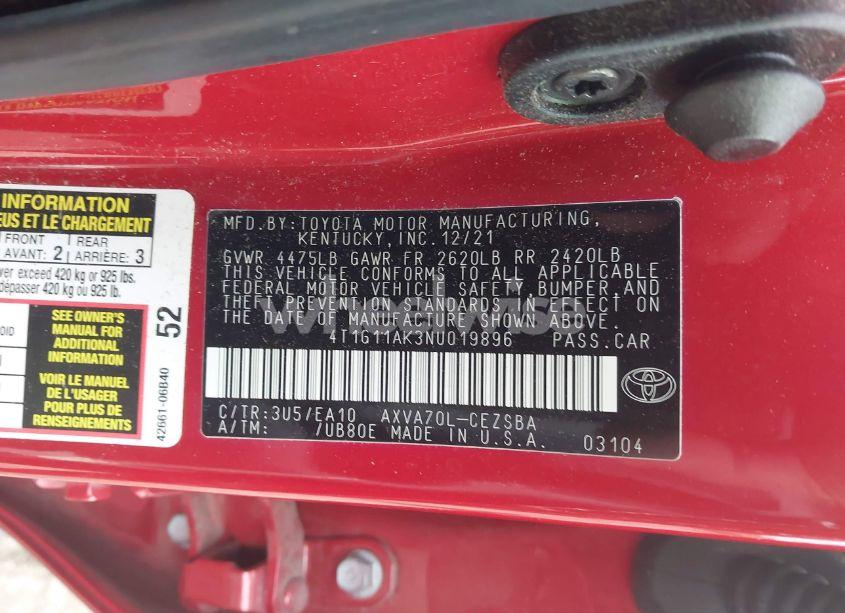 INFORMATION
EUS ET LE CHARGEMENT
FRONT
AVANT: 2
REAR
ARRIÈRE: 3
ver exceed 420 kg or 925 lbs.
dépasser 420 kg ou 925 lb.
OID
SEE OWNER'S
MANUAL FOR
ADDITIONAL
INFORMATION
VOIR LE MANUEL
DE L'USAGER
POUR PLUS DE
RENSEIGNEMENTS
52
42661-06B40
MFD.BY:TOYOTA MOTOR MANUFACTURING,
KENTUCKY,INC.12/21
GVWR 4475LB GAWR FR 2620LB RR 2420LB
THIS VEHICLE CONFORMS TO ALL APPLICABLE
FEDERAL MOTOR VEHICLE SAFETY,BUMPER,AND
THEFT PREVENTION STANDARDS IN EFFECT ON
THE DATE OF MANUFACTURE SHOWN ABOVE.
4T1G11AK3NU019896 PASS.CAR
C/TR:3U5/EA10 AXVA70L-CEZSBA
A/TM: /UB80E MADE IN U.S.A. 03104
wheelwise